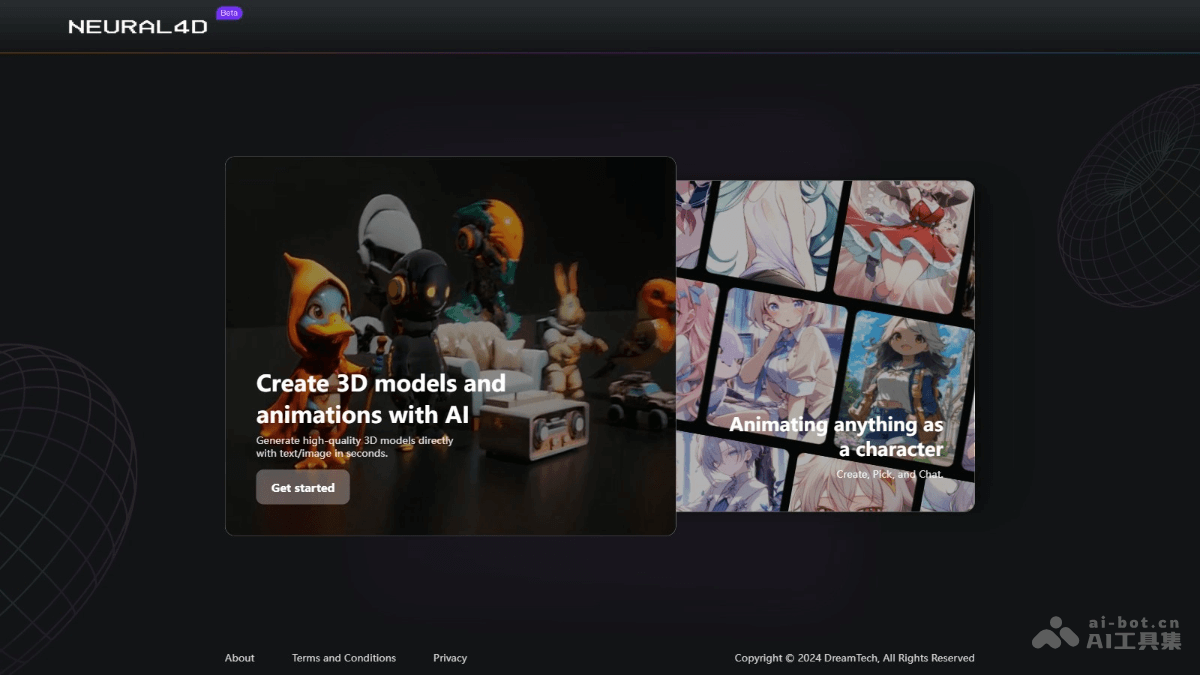 NEURAL4D
Beta
Create 3D models and
animations with AI
Generate high-quality 3D models directly
with text/image in seconds.
Get started
Animating anything as
a character
Create, Pick, and Chat.
About
Terms and Conditions
Privacy
Copyright © 2024 DreamTech, All Rights Reserved
ai-bot.cn
AI工具集